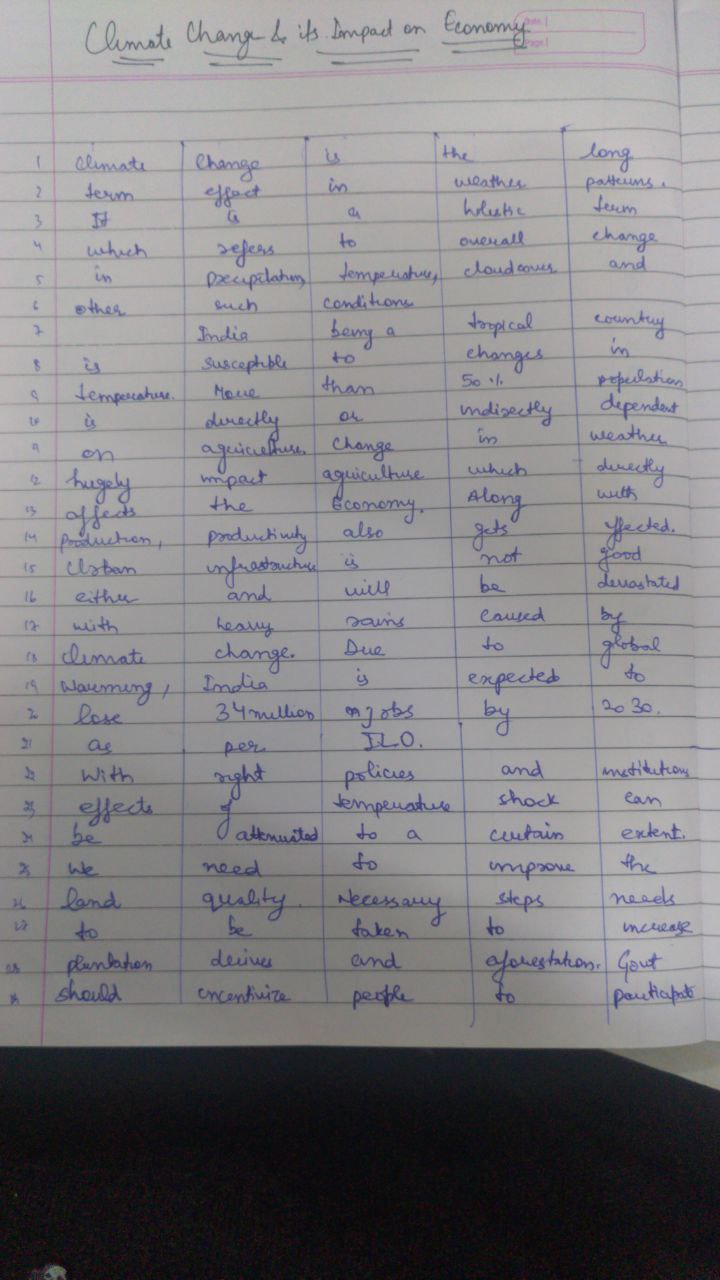 Climate Change & its Impact on Economy
Date
Page
1 Climate Change is the long
2 term effect in weather patterns.
3 It is a holistic term
4 which refers to overall change
5 in precipitation, temperature, cloudcover and
6 other such conditions
7 India being a tropical country
8 is susceptible to changes in
9 temperature. More than 50% population
10 is directly or indirectly dependent
on agriculture. Change in weather
12 hugely impact agriculture which directly
13 affects the Economy. Along with
14 production, productivity also gets effected.
15 Urban infrastructure is not good
16 either and will be devastated
17 with heavy rains caused by
18 climate change. Due to global
19 warming, India is expected to
20 lose 34 million jobs by 2030.
21 as per ILO.
22 With right policies and institutions
23 effects of temperature shock can
24 be attenuated to a certain extent.
25 We need to improve the
26 land quality. Necessary steps needs
27 to be taken to increase
28 plantation derives and aforestation. Govt
should incentivize people to participate